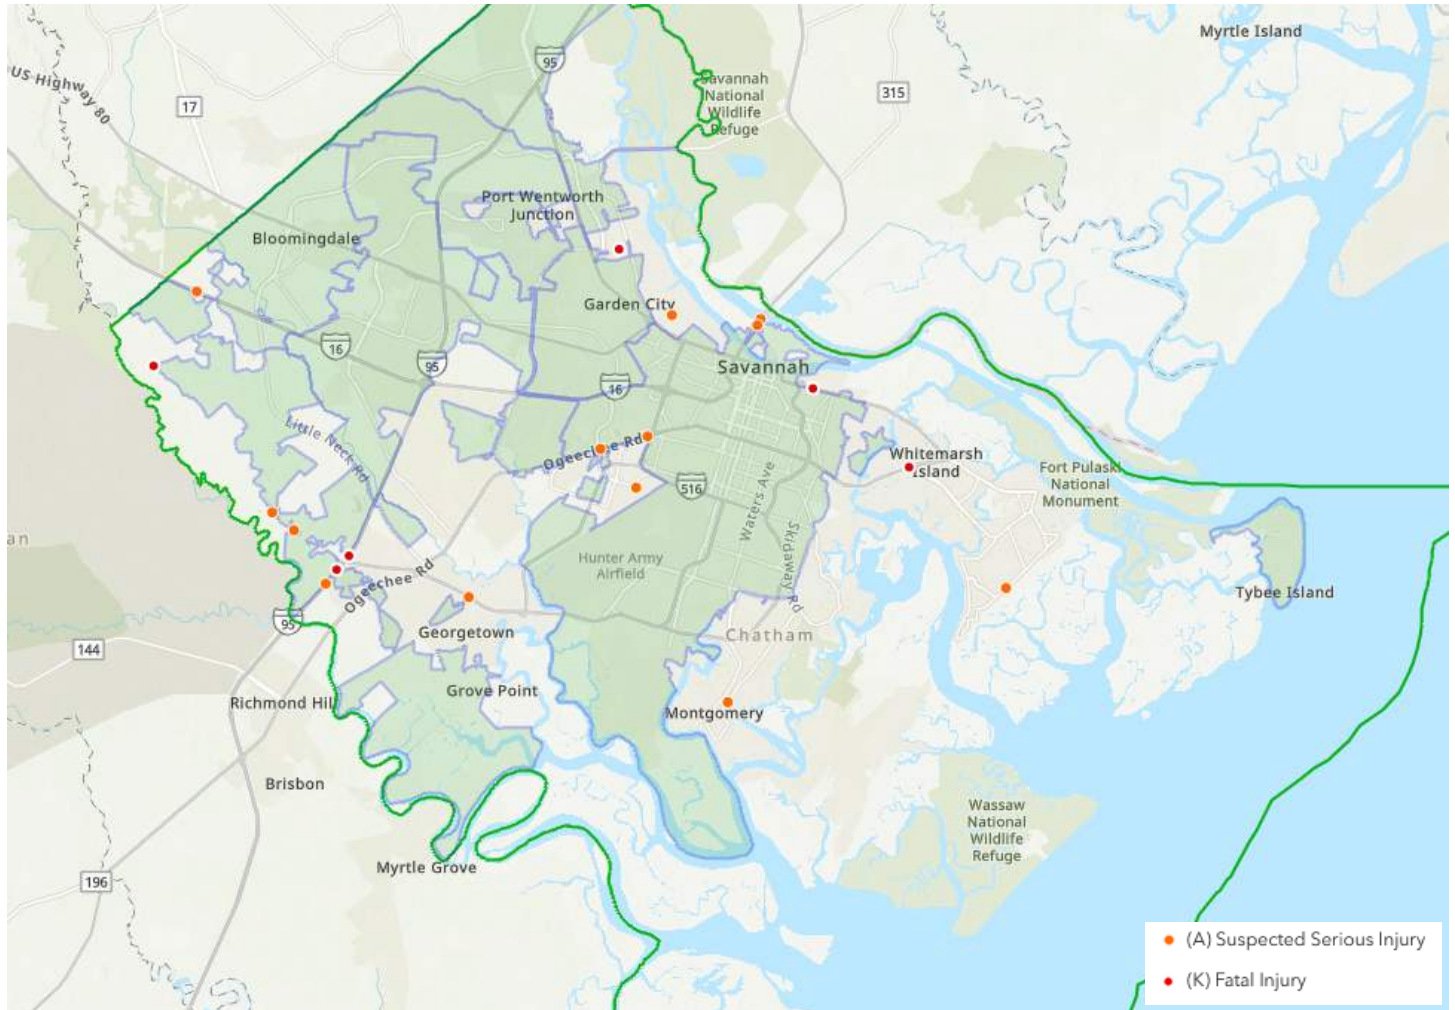 Myrtle Island
95
US Highway 80
17
315
Savannah
National
Wildlife
Refuge
Port Wentworth
Junction
Bloomingdale
Garden City
16
95
16
Savannah
Little Neck Rd
Ogeechee Rd
516
Waters Ave
Skidaway Rd
Whitemarsh
Island
Fort Pulaski
National
Monument
an
Hunter Army
Airfield
Ogeechee Rd
Tybee Island
95
Georgetown
Chatham
144
Richmond Hill
Grove Point
Montgomery
Brisbon
Wassaw
National
Wildlife
Refuge
Myrtle Grove
196
(A) Suspected Serious Injury
(K) Fatal Injury